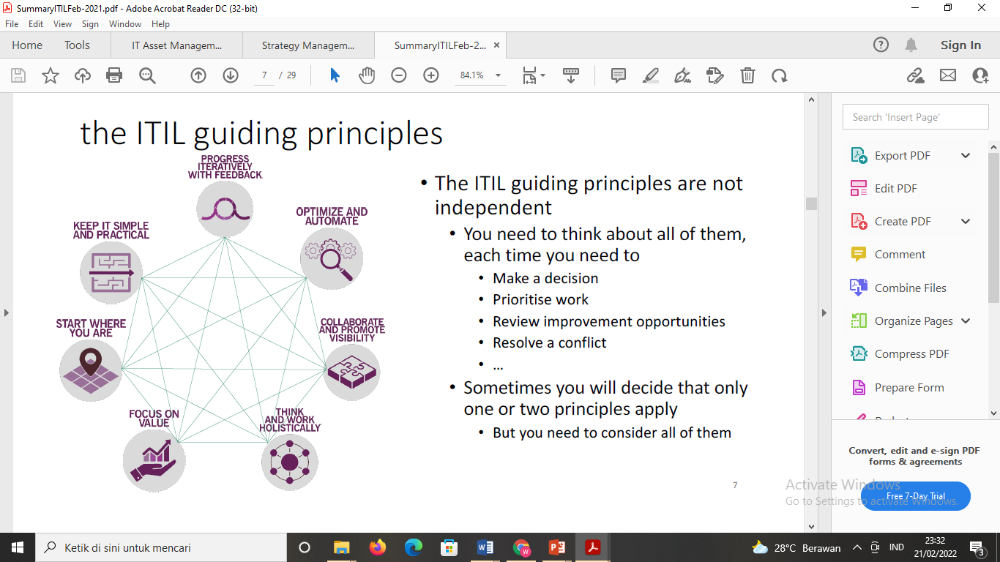 SummaryITILFeb-2021.pdf - Adobe Acrobat Reader DC (32-bit)
File Edit View Sign Window Help
Home Tools IT Asset Managem... Strategy Managem... SummaryITILFeb-2... × Sign In
7 / 29 84.1%
the ITIL guiding principles
PROGRESS
ITERATIVELY
WITH FEEDBACK
OPTIMIZE AND
AUTOMATE
KEEP IT SIMPLE
AND PRACTICAL
START WHERE
YOU ARE
COLLABORATE
AND PROMOTE
VISIBILITY
FOCUS ON
VALUE
THINK
AND WORK
HOLISTICALLY
• The ITIL guiding principles are not
independent
• You need to think about all of them,
each time you need to
• Make a decision
• Prioritise work
• Review improvement opportunities
• Resolve a conflict
• …
• Sometimes you will decide that only
one or two principles apply
• But you need to consider all of them
7
Search 'Insert Page'
Export PDF
Edit PDF
Create PDF
Comment
Combine Files
Organize Pages
Compress PDF
Prepare Form
Convert, edit and e-sign PDF
forms & agreements
Free 7-Day Trial
Activate Windows
Go to Settings to activate Windows.
Ketik di sini untuk mencari
28°C Berawan
IND
23:32
21/02/2022
3